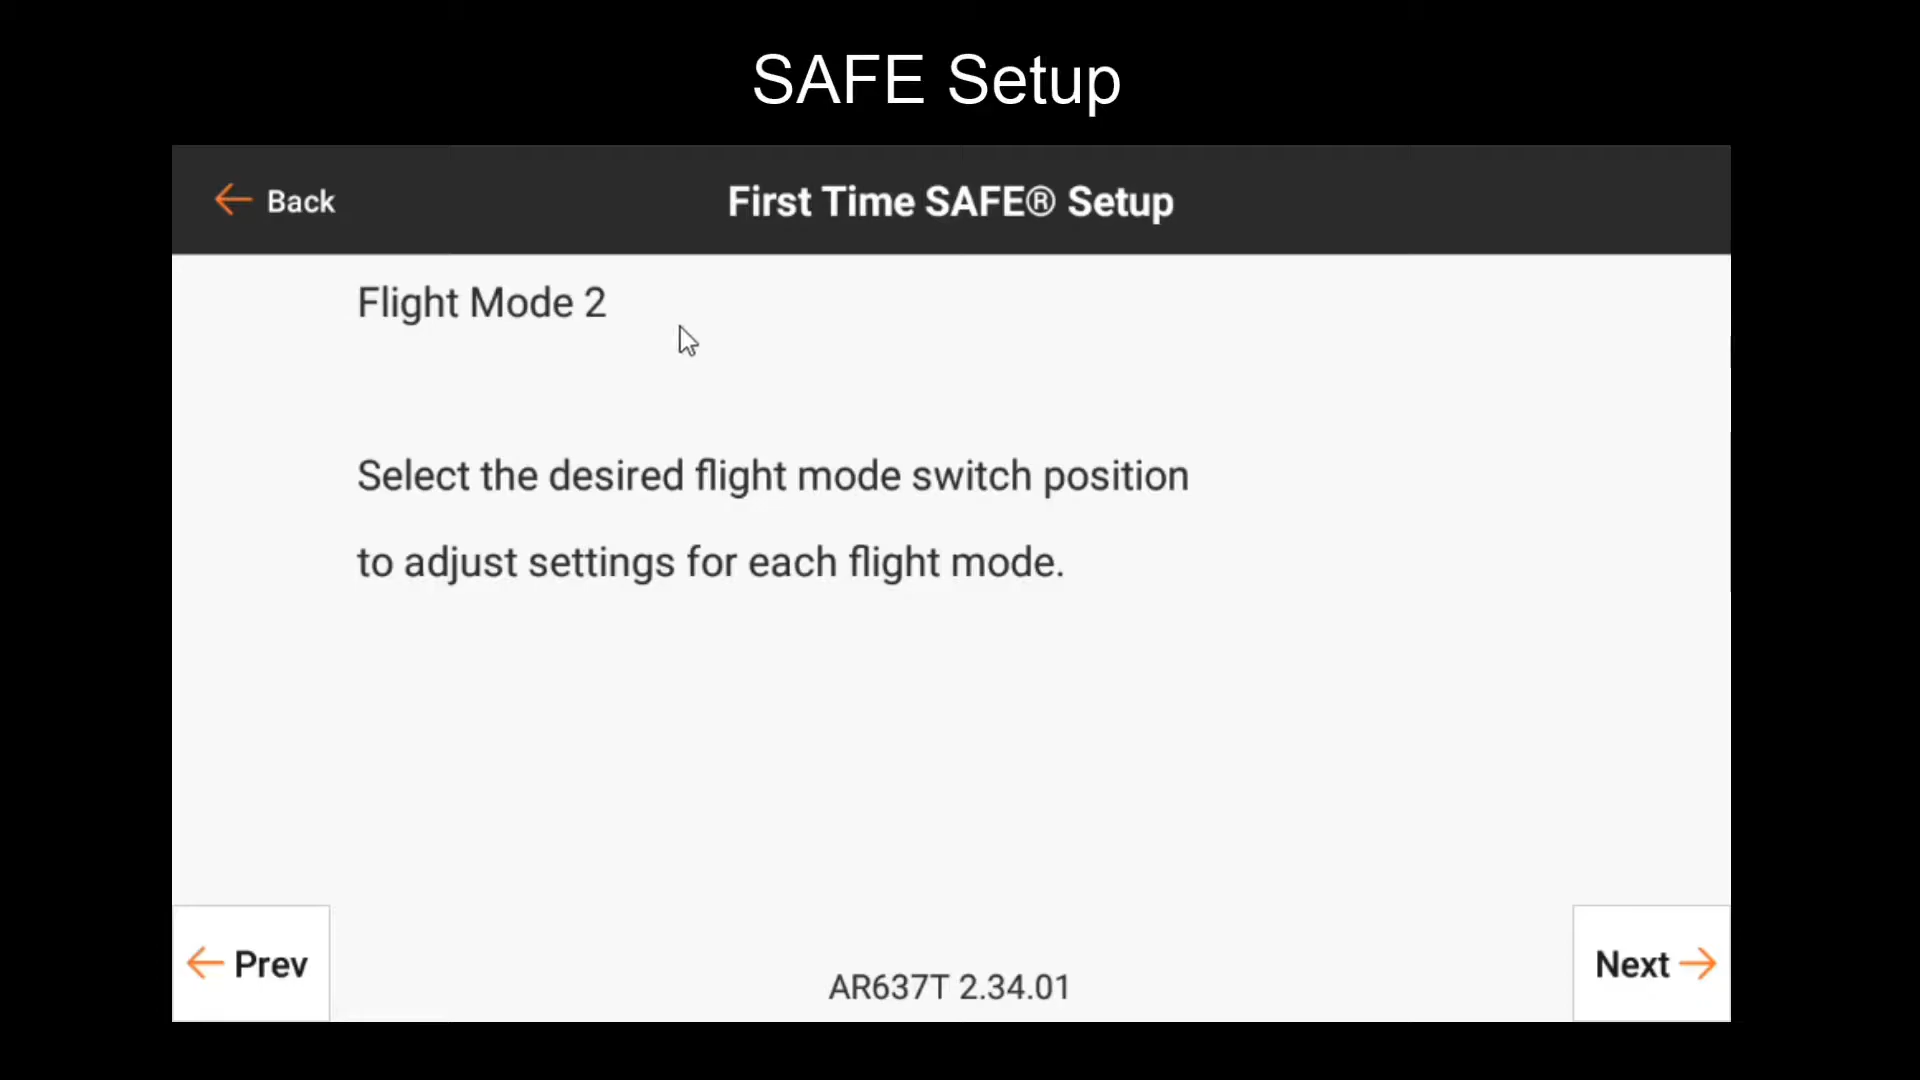 SAFE Setup
Back
First Time SAFE® Setup
Flight Mode 2
Select the desired flight mode switch position
to adjust settings for each flight mode.
Prev
AR637T 2.34.01
Next